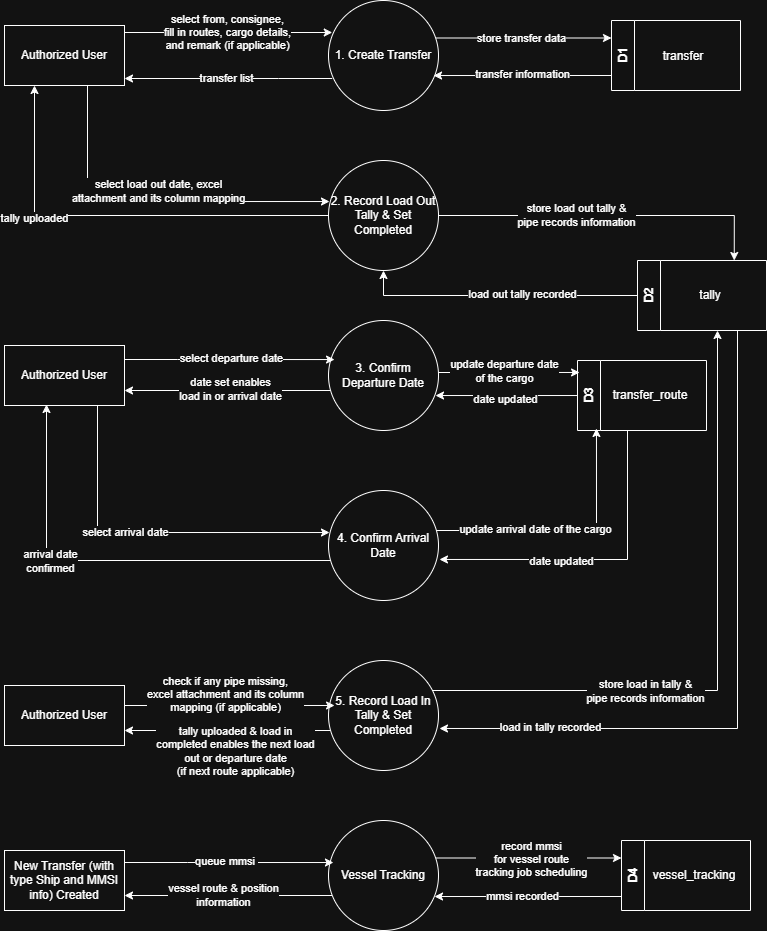 select from, consignee,
fill in routes, cargo details,
and remark (if applicable)
Authorized User
1. Create Transfer
store transfer data
D1
transfer
transfer list
transfer information
select load out date, excel
attachment and its column mapping
tally uploaded
2. Record Load Out
Tally & Set
Completed
store load out tally &
pipe records information
load out tally recorded
D2
tally
Authorized User
select departure date
date set enables
load in or arrival date
3. Confirm
Departure Date
update departure date
of the cargo
date updated
D3
transfer_route
select arrival date
arrival date
confirmed
4. Confirm Arrival
Date
update arrival date of the cargo
date updated
Authorized User
check if any pipe missing,
excel attachment and its column
mapping (if applicable)
tally uploaded & load in
completed enables the next load
out or departure date
(if next route applicable)
5. Record Load In
Tally & Set
Completed
store load in tally &
pipe records information
load in tally recorded
New Transfer (with
type Ship and MMSI
info) Created
queue mmsi
vessel route & position
information
Vessel Tracking
record mmsi
for vessel route
tracking job scheduling
mmsi recorded
D4
vessel_tracking